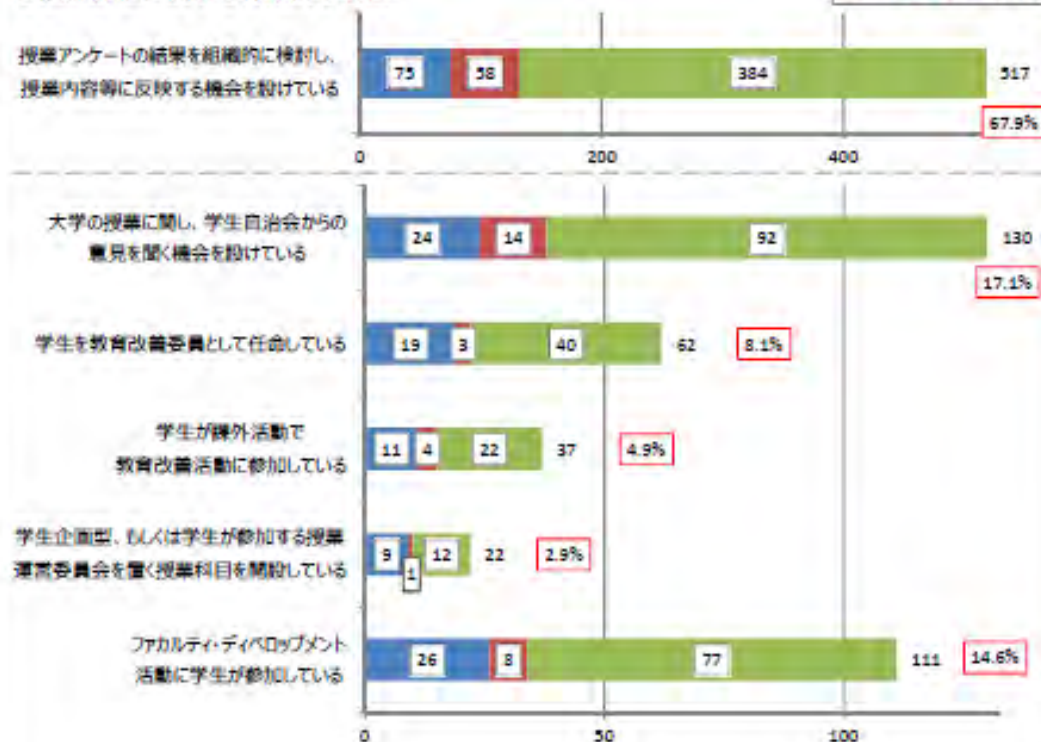 授業アンケートの結果を組織的に検討し、
授業内容等に反映する機会を設けている
75 58 384 517
67.9%
0 200 400
大学の授業に関し、学生自治会からの
意見を聞く機会を設けている
24 14 92 130
17.1%
学生を教育改善委員として任命している
19 3 40 62 8.1%
学生が課外活動で
教育改善活動に参加している
11 4 22 37 4.9%
学生企画型、もしくは学生が参加する授業
運営委員会を置く授業科目を開設している
9 1 12 22 2.9%
ファカルティ・ディベロップメント
活動に学生が参加している
26 8 77 111 14.6%
0 50 100